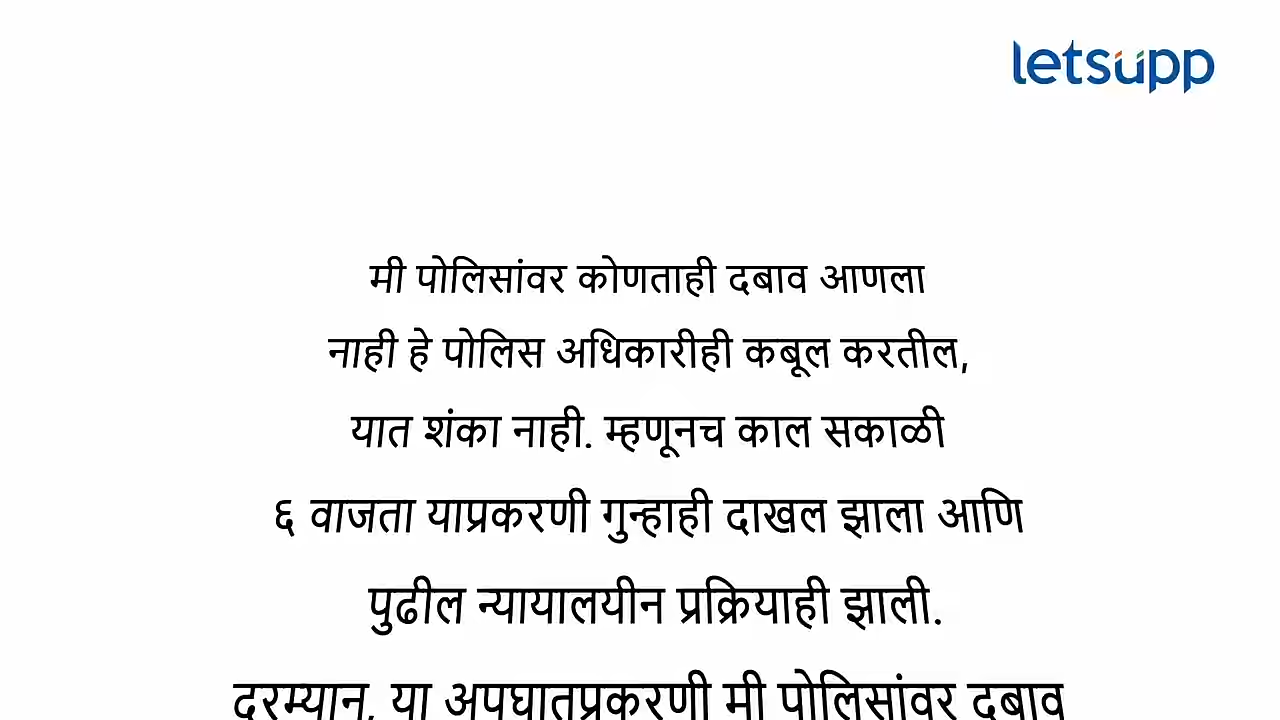 letsupp
मी पोलिसांवर कोणताही दबाव आणला
नाही हे पोलिस अधिकारीही कबूल करतील,
यात शंका नाही. म्हणूनच काल सकाळी
६ वाजता याप्रकरणी गुन्हाही दाखल झाला आणि
पुढील न्यायालयीन प्रक्रियाही झाली.
दरम्यान, या अपघातप्रकरणी मी पोलिसांवर दबाव